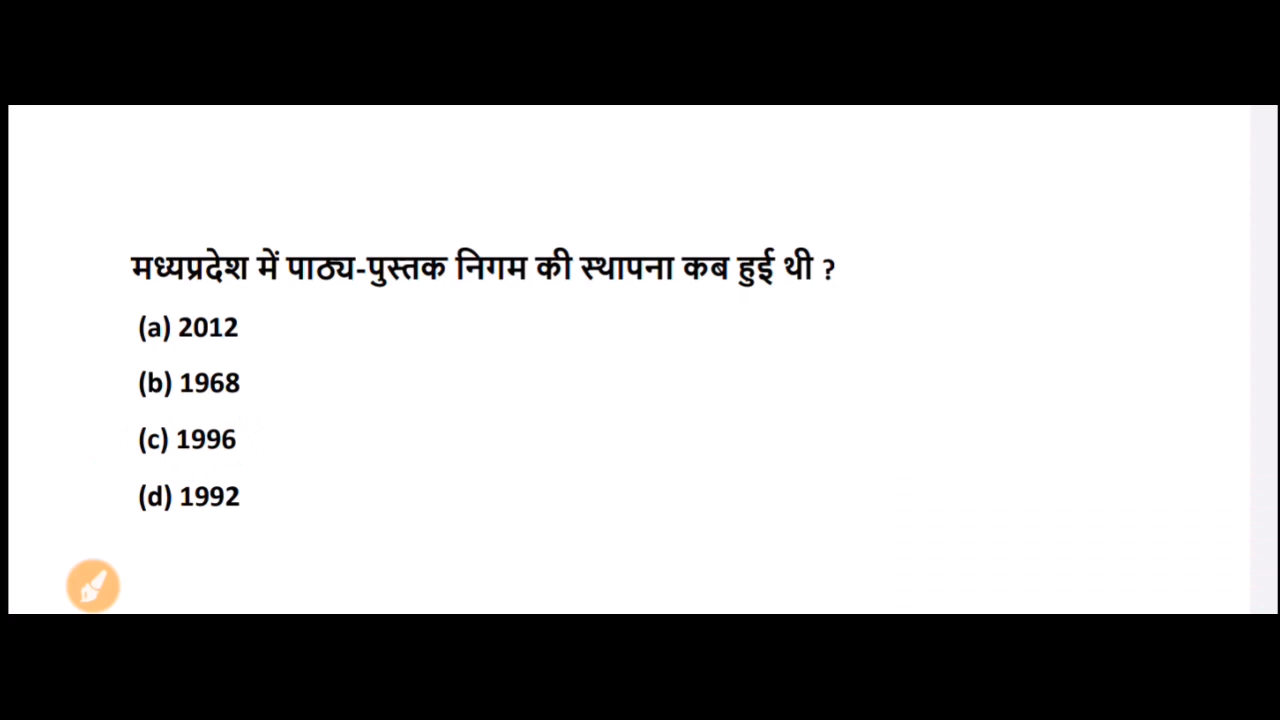 मध्यप्रदेश में पाठ्य-पुस्तक निगम की स्थापना कब हुई थी ?
(a) 2012
(b) 1968
(c) 1996
(d) 1992